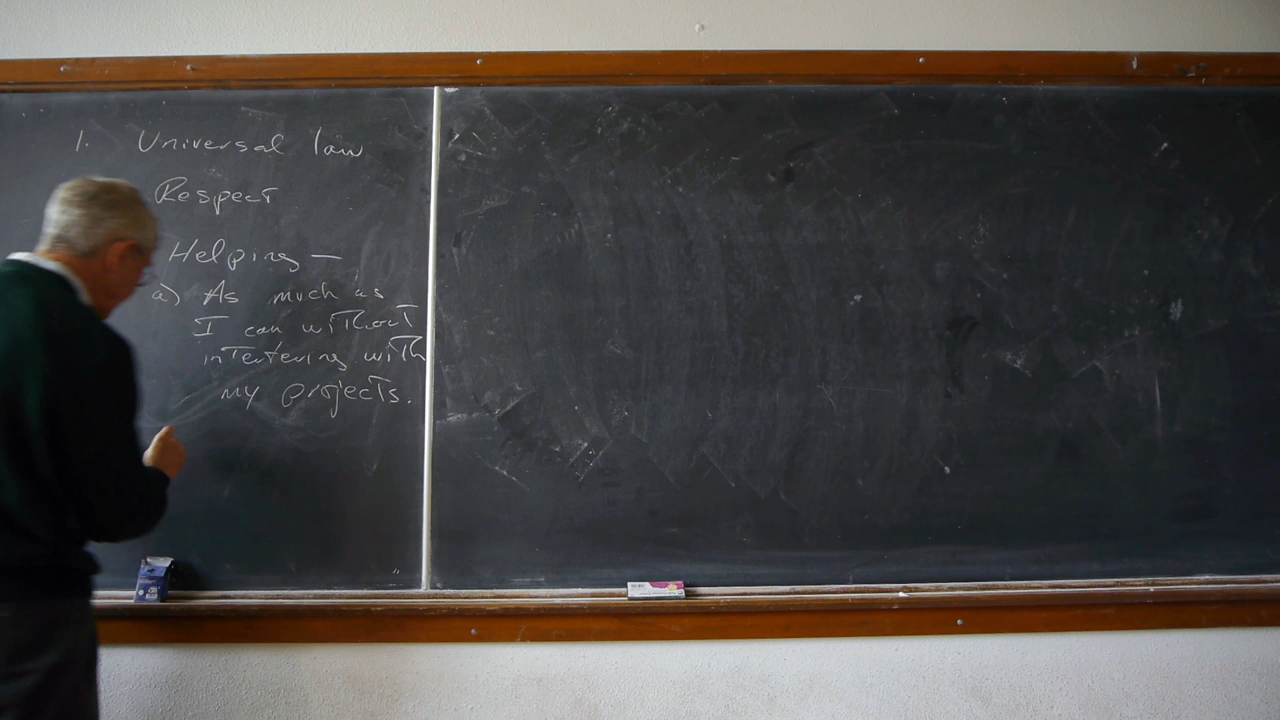 1. Universal law
Respect
Helping —
a) As much as
I can without
interfering with
my projects.